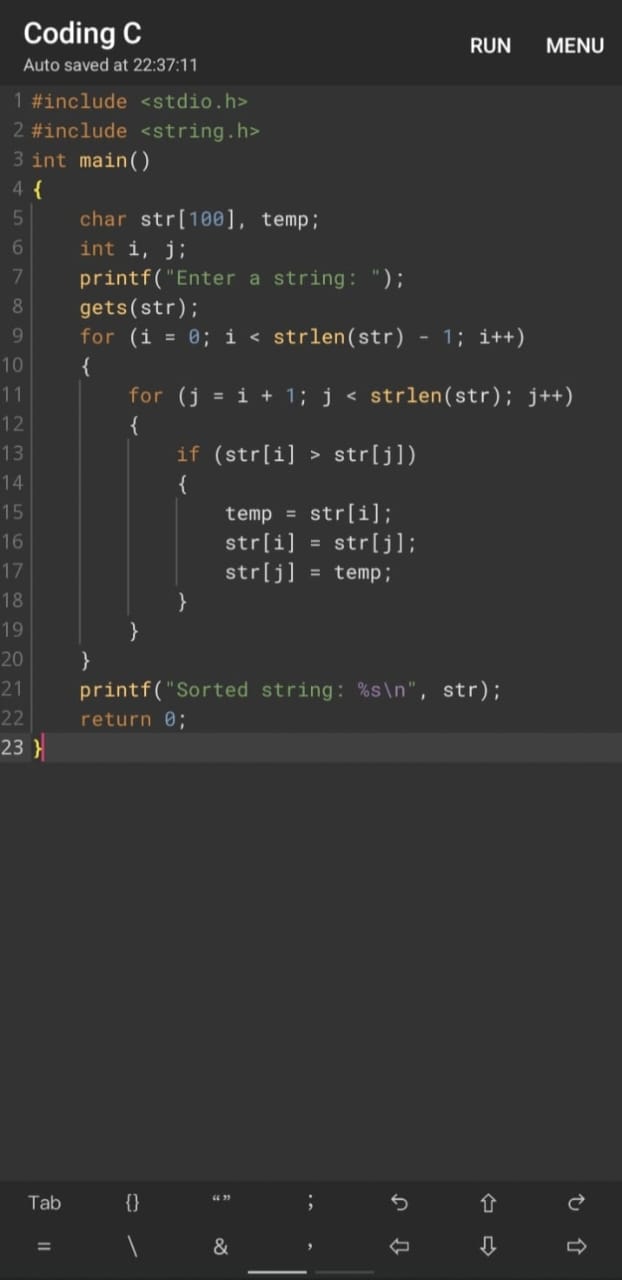 Coding C
RUN MENU
Auto saved at 22:37:11
1 #include <stdio.h>
2 #include <string.h>
3 int main()
4 {
5     char str[100], temp;
6     int i, j;
7     printf("Enter a string: ");
8     gets(str);
9     for (i = 0; i < strlen(str) - 1; i++)
10     {
11         for (j = i + 1; j < strlen(str); j++)
12         {
13             if (str[i] > str[j])
14             {
15                 temp = str[i];
16                 str[i] = str[j];
17                 str[j] = temp;
18             }
19         }
20     }
21     printf("Sorted string: %s\n", str);
22     return 0;
23 }
Tab {} “” ;
= \ & ,